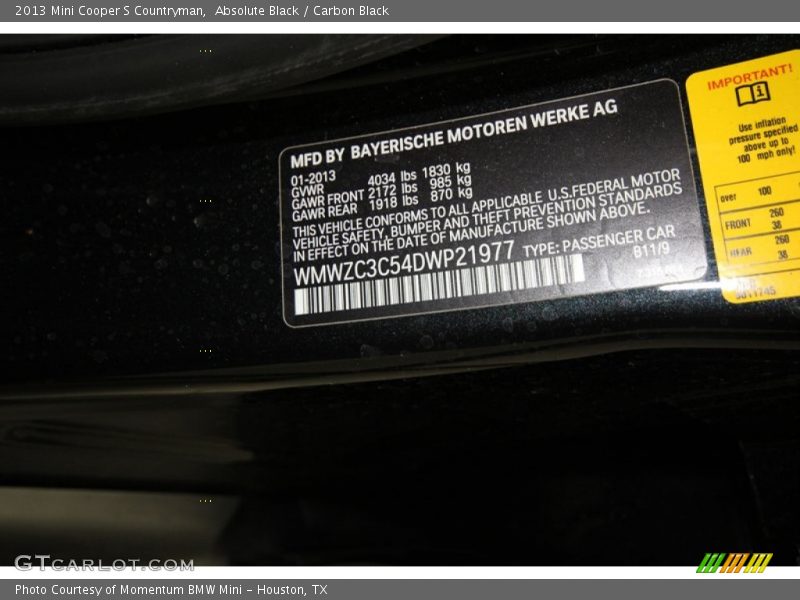 2013 Mini Cooper S Countryman,  Absolute Black / Carbon Black
MFD BY BAYERISCHE MOTOREN WERKE AG
01-2013
GVWR 4034 lbs 1830 kg
GAWR FRONT 2172 lbs 985 kg
GAWR REAR 1918 lbs 870 kg
THIS VEHICLE CONFORMS TO ALL APPLICABLE U.S.FEDERAL MOTOR
VEHICLE SAFETY, BUMPER AND THEFT PREVENTION STANDARDS
IN EFFECT ON THE DATE OF MANUFACTURE SHOWN ABOVE.
WMWZC3C54DWP21977 TYPE: PASSENGER CAR
B11/9
IMPORTANT!
Use inflation
pressure specified
above up to
100 mph only!
over 100
FRONT 260
38
REAR 260
38
GTCARLOT.COM
Photo Courtesy of Momentum BMW Mini - Houston, TX